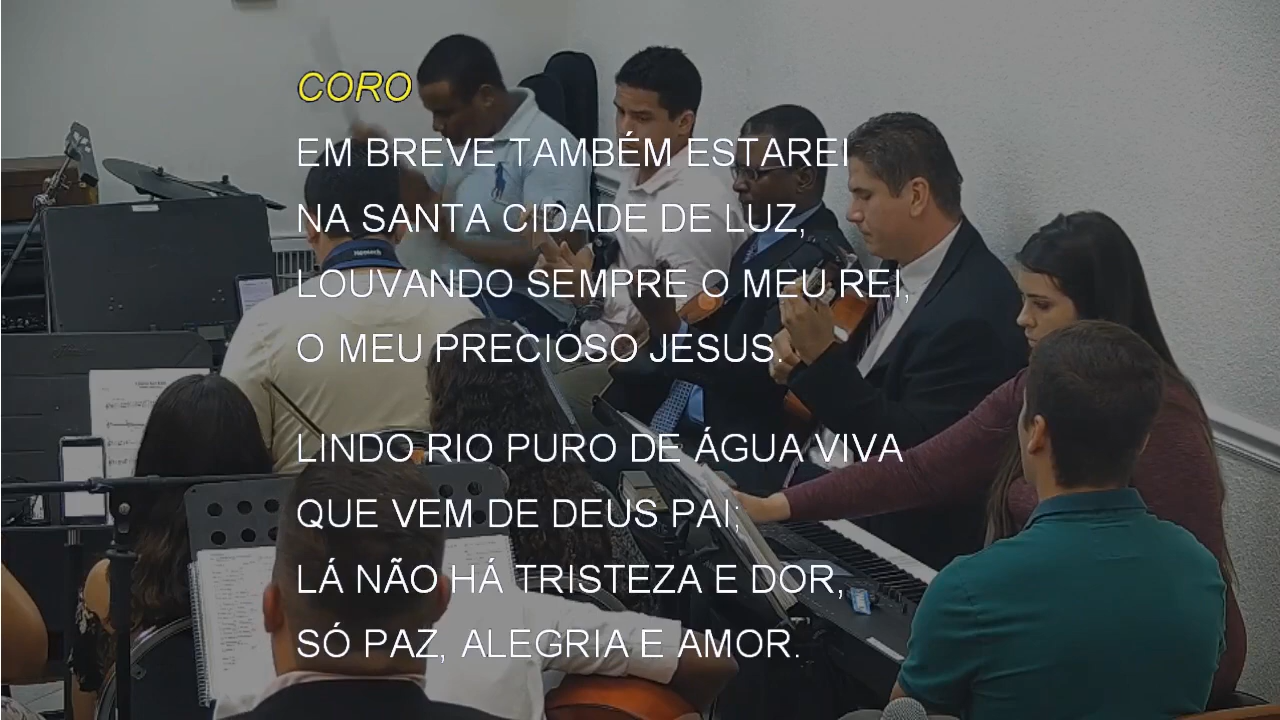 CORO
EM BREVE TAMBÉM ESTAREI
NA SANTA CIDADE DE LUZ,
LOUVANDO SEMPRE O MEU REI,
O MEU PRECIOSO JESUS.
LINDO RIO PURO DE ÁGUA VIVA
QUE VEM DE DEUS PAI;
LÁ NÃO HÁ TRISTEZA E DOR,
SÓ PAZ, ALEGRIA E AMOR.